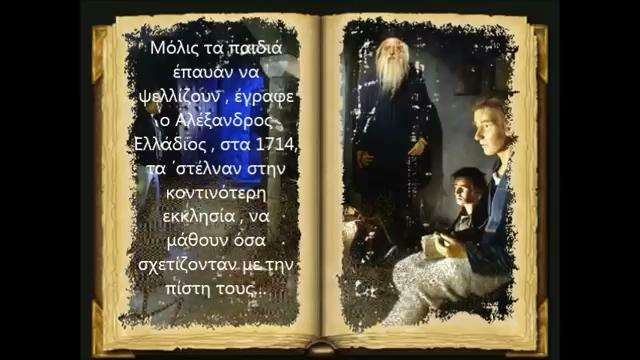 Μόλις τα παιδιά
έπαυαν να
ψελλίζουν , έγραφε
ο Αλέξανδρος
Ελλάδιος , στα 1714,
τα ΄στέλναν στην
κοντινότερη
εκκλησία , να
μάθουν όσα
σχετίζονταν με την
πίστη τους...